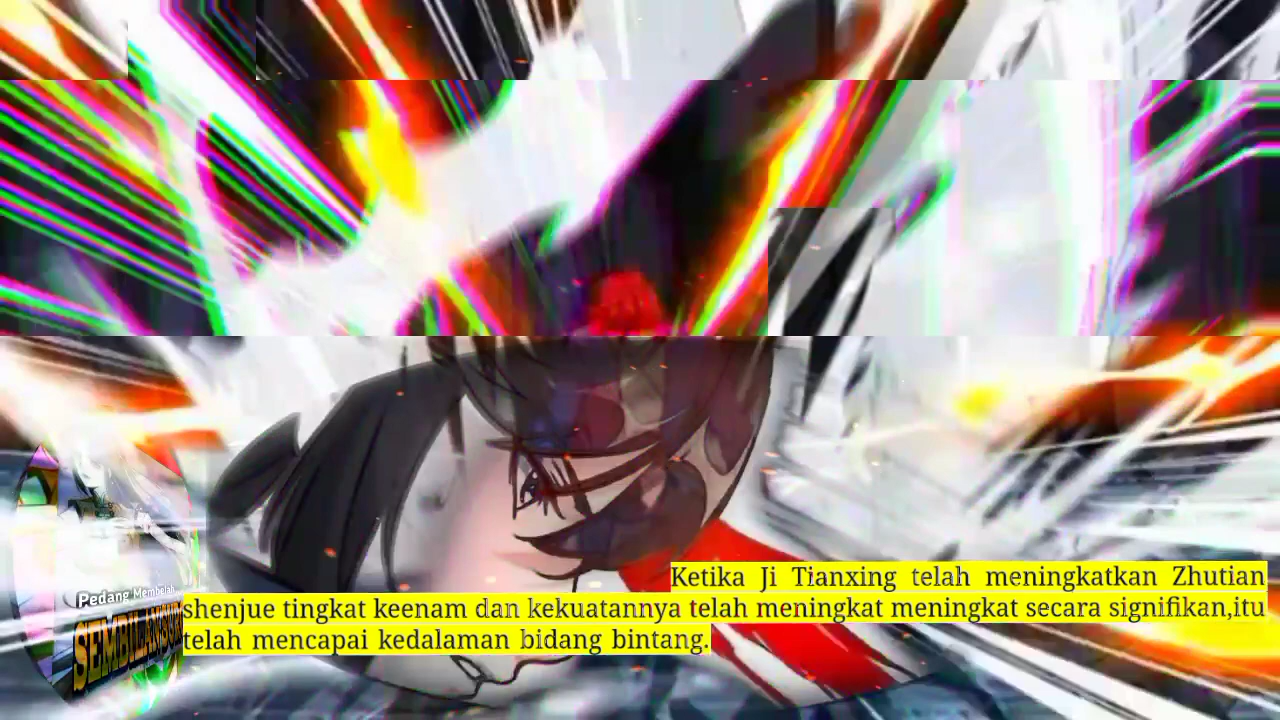 Ketika Ji Tianxing telah meningkatkan Zhutian
shenjue tingkat keenam dan kekuatannya telah meningkat meningkat secara signifikan,itu
telah mencapai kedalaman bidang bintang.
Pedang Membelah